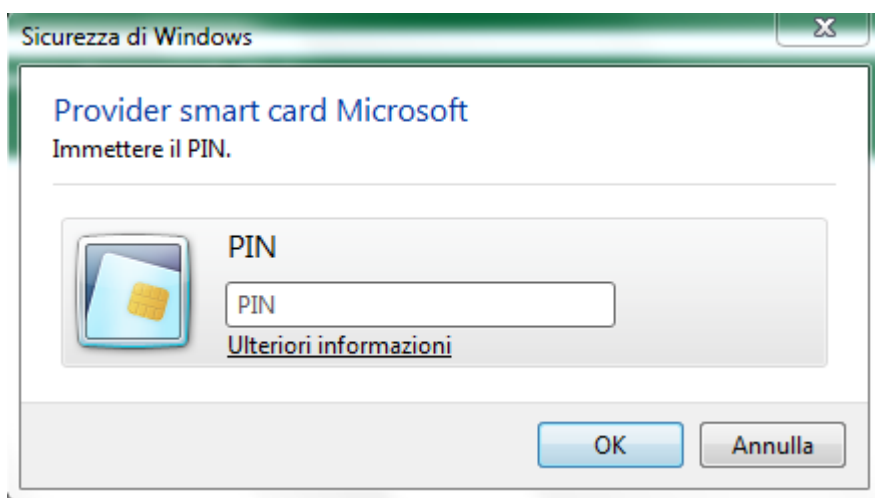 Sicurezza di Windows
Provider smart card Microsoft
Immettere il PIN.
PIN
PIN
Ulteriori informazioni
OK Annulla